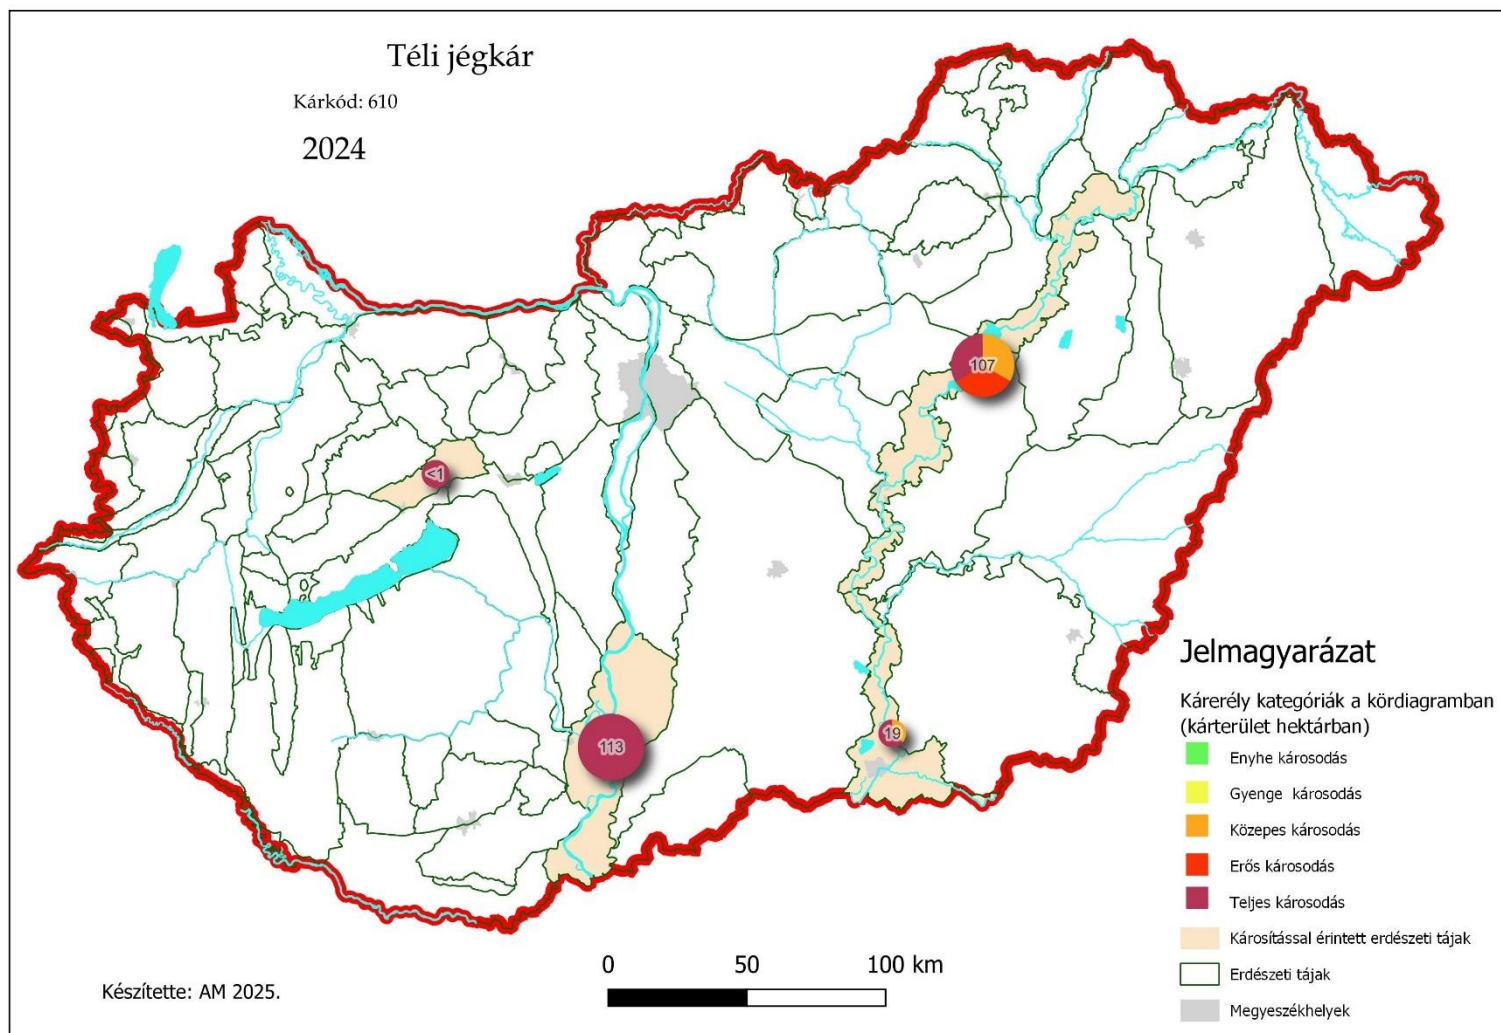 Téli jégkár
Kárkód: 610
2024
107
<1
113
19
Jelmagyarázat
Kárerély kategóriák a kördiagramban
(kárterület hektárban)
Enyhe károsodás
Gyenge károsodás
Közepes károsodás
Erős károsodás
Teljes károsodás
Károsítással érintett erdészeti tájak
Erdészeti tájak
Megyeszékhelyek
0 50 100 km
Készítette: AM 2025.